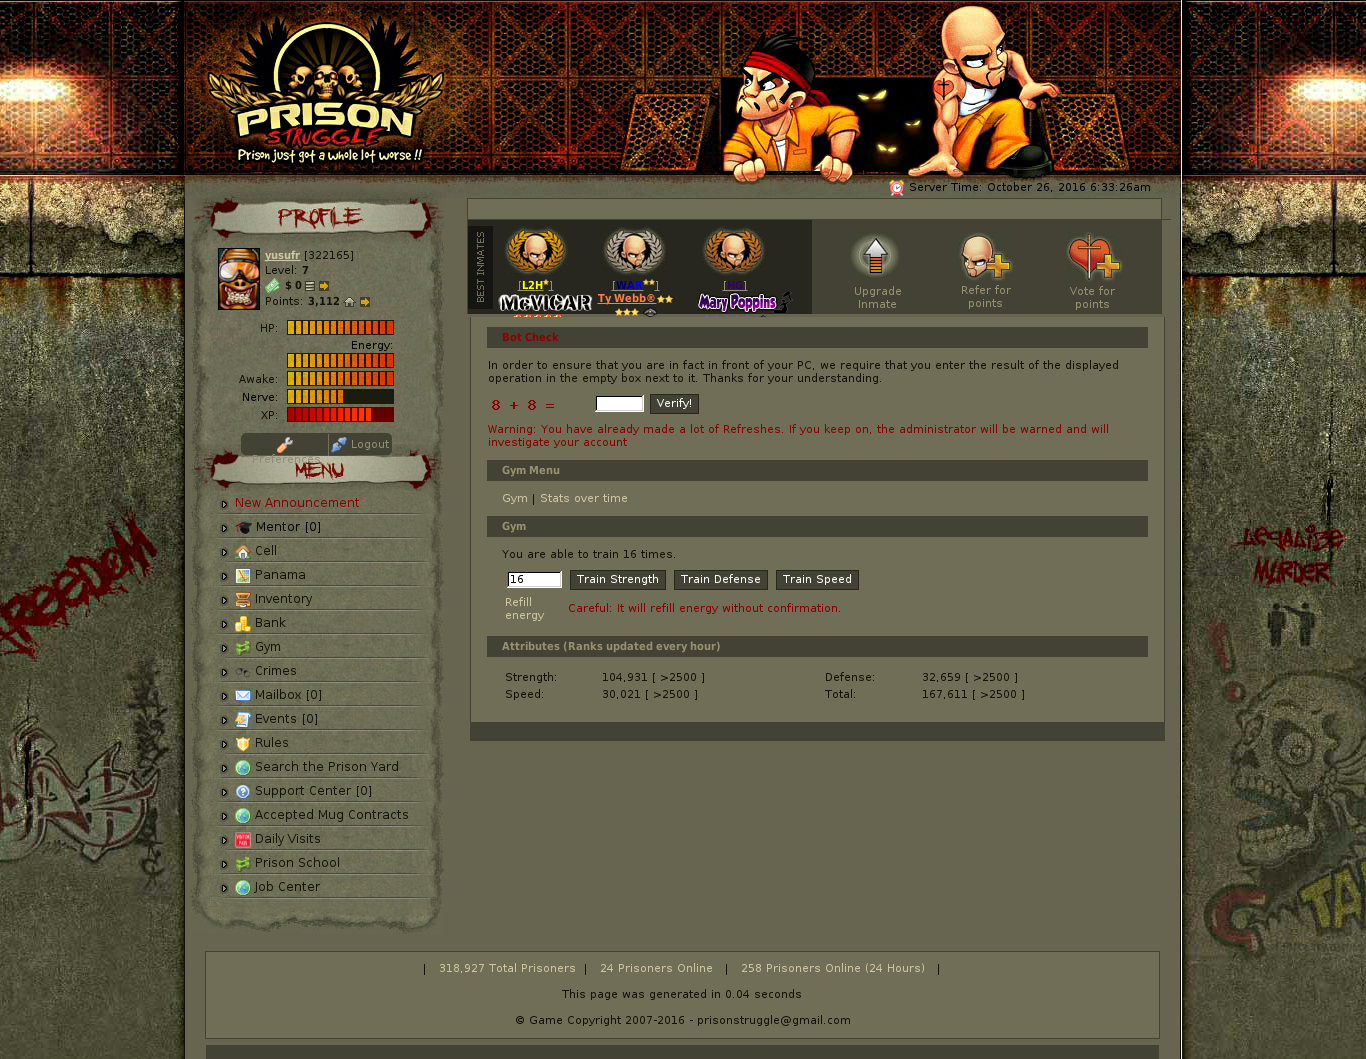 PRISON
STRUGGLE
Prison just got a whole lot worse !!
Server Time: October 26, 2016 6:33:26am
PROFILE
yusufr [322165]
Level: 7
$ 0
Points: 3,112
HP:
Energy:
Awake:
Nerve:
XP:
Preferences
Logout
MENU
New Announcement
Mentor [0]
Cell
Panama
Inventory
Bank
Gym
Crimes
Mailbox [0]
Events [0]
Rules
Search the Prison Yard
Support Center [0]
Accepted Mug Contracts
Daily Visits
Prison School
Job Center
BEST INMATES
[L2H*]
McVICAR
[WAR**]
Ty Webb®
[HG]
Mary Poppins
Upgrade
Inmate
Refer for
points
Vote for
points
Bot Check
In order to ensure that you are in fact in front of your PC, we require that you enter the result of the displayed
operation in the empty box next to it. Thanks for your understanding.
8 + 8 =
Verify!
Warning: You have already made a lot of Refreshes. If you keep on, the administrator will be warned and will
investigate your account
Gym Menu
Gym | Stats over time
Gym
You are able to train 16 times.
16 Train Strength Train Defense Train Speed
Refill
energy
Careful: It will refill energy without confirmation.
Attributes (Ranks updated every hour)
Strength: 104,931 [ >2500 ] Defense: 32,659 [ >2500 ]
Speed: 30,021 [ >2500 ] Total: 167,611 [ >2500 ]
FREEDOM
LEGALIZE
MURDER
| 318,927 Total Prisoners | 24 Prisoners Online | 258 Prisoners Online (24 Hours) |
This page was generated in 0.04 seconds
© Game Copyright 2007-2016 - prisonstruggle@gmail.com